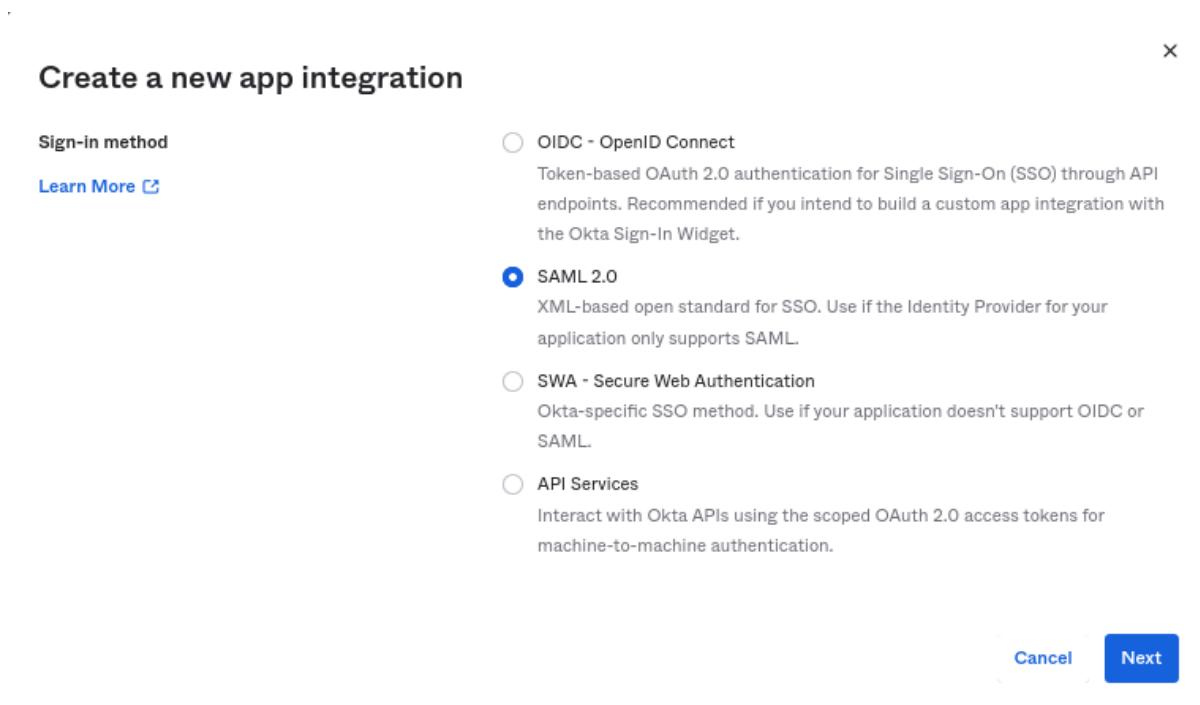 Create a new app integration
Sign-in method
Learn More
OIDC - OpenID Connect
Token-based OAuth 2.0 authentication for Single Sign-On (SSO) through API
endpoints. Recommended if you intend to build a custom app integration with
the Okta Sign-In Widget.
SAML 2.0
XML-based open standard for SSO. Use if the Identity Provider for your
application only supports SAML.
SWA - Secure Web Authentication
Okta-specific SSO method. Use if your application doesn't support OIDC or
SAML.
API Services
Interact with Okta APIs using the scoped OAuth 2.0 access tokens for
machine-to-machine authentication.
Cancel
Next